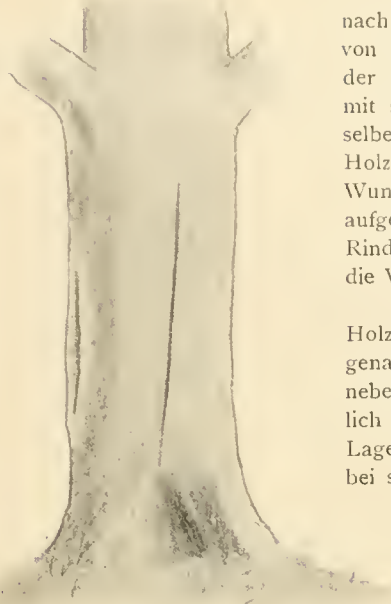 nach
von
der
mit
selbe
Holz
Wun
aufge
Rind
die V
Holz
gena
nebe
lich
Lage
bei s